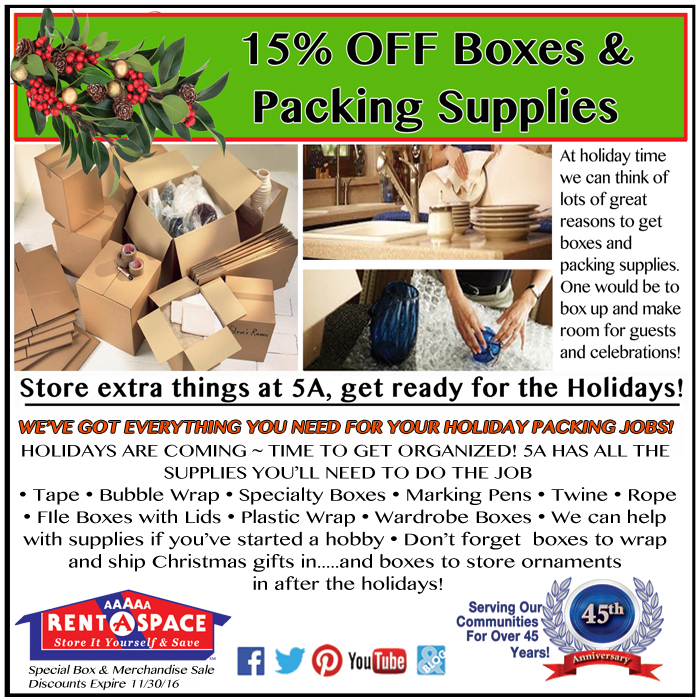 15% OFF Boxes &
Packing Supplies
At holiday time
we can think of
lots of great
reasons to get
boxes and
packing supplies.
One would be to
box up and make
room for guests
and celebrations!
Store extra things at 5A, get ready for the Holidays!
WE'VE GOT EVERYTHING YOU NEED FOR YOUR HOLIDAY PACKING JOBS!
HOLIDAYS ARE COMING ~ TIME TO GET ORGANIZED! 5A HAS ALL THE
SUPPLIES YOU'LL NEED TO DO THE JOB
• Tape • Bubble Wrap • Specialty Boxes • Marking Pens • Twine • Rope
• FIle Boxes with Lids • Plastic Wrap • Wardrobe Boxes • We can help
with supplies if you've started a hobby • Don't forget boxes to wrap
and ship Christmas gifts in.....and boxes to store ornaments
in after the holidays!
AAAAA
RENT A SPACE
Store It Yourself & Save
Special Box & Merchandise Sale
Discounts Expire 11/30/16
You Tube
BLOG
Serving Our
Communities
For Over 45
Years!
45th
Anniversary